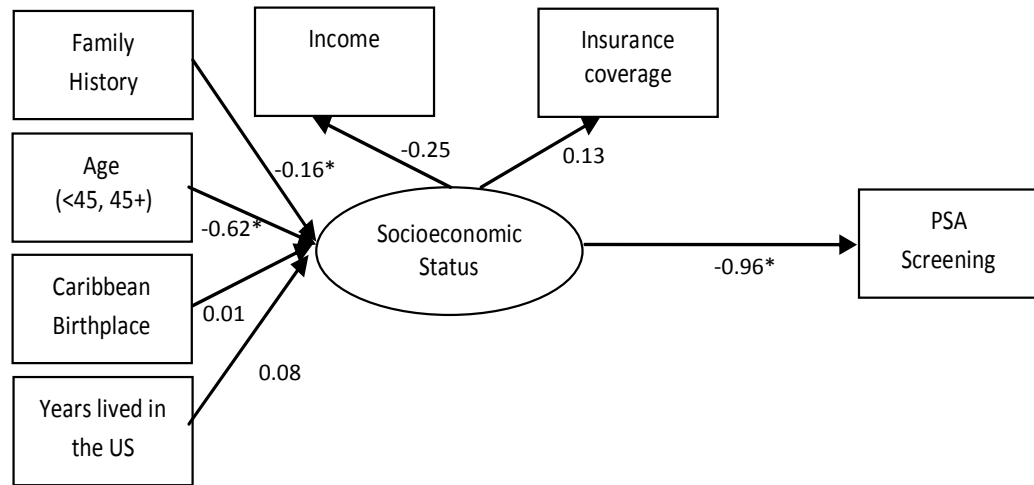 Family
History
Income
Insurance
coverage
-0.25
0.13
-0.16*
Age
(<45, 45+)
-0.62*
Socioeconomic
Status
PSA
Screening
-0.96*
Caribbean
Birthplace
0.01
0.08
Years lived in
the US